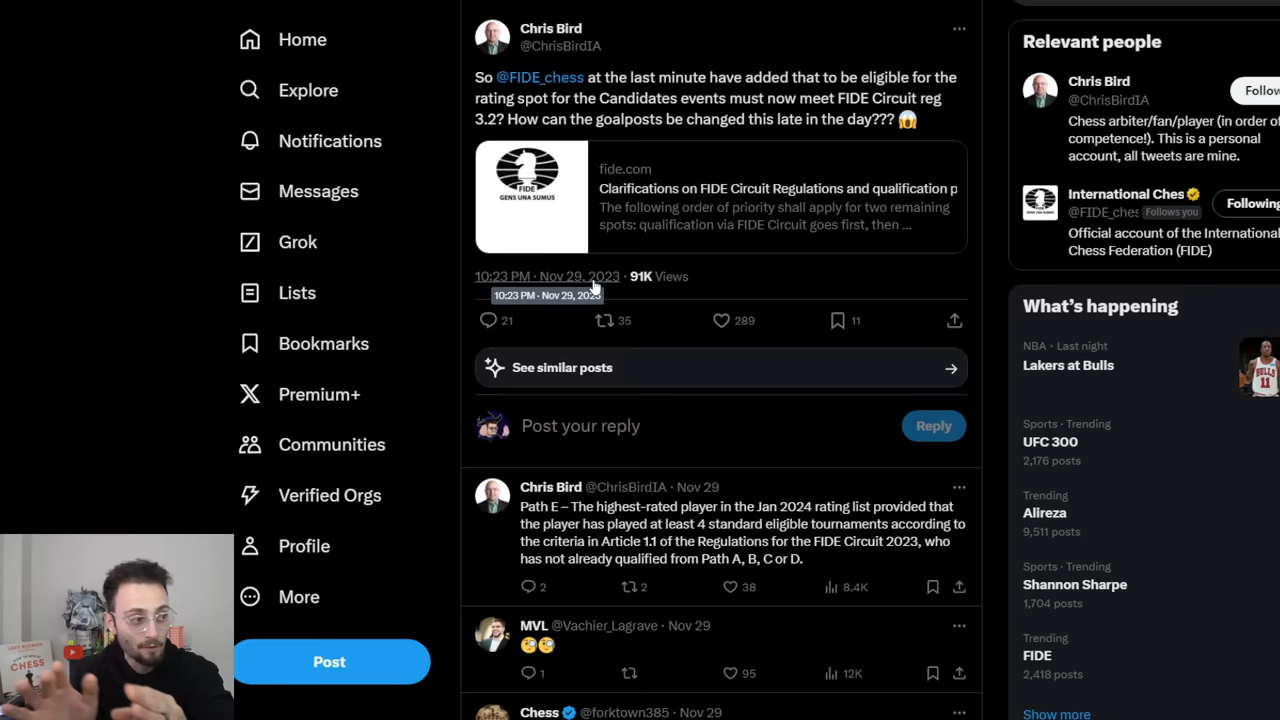 Home
Explore
Notifications
Messages
Grok
Lists
Bookmarks
Premium+
Communities
Verified Orgs
Profile
More
Post
Chris Bird
@ChrisBirdIA
So @FIDE_chess at the last minute have added that to be eligible for the
rating spot for the Candidates events must now meet FIDE Circuit reg
3.2? How can the goalposts be changed this late in the day??? 😱
FIDE
GENS UNA SUMUS
fide.com
Clarifications on FIDE Circuit Regulations and qualification p
The following order of priority shall apply for two remaining
spots: qualification via FIDE Circuit goes first, then ...
10:23 PM · Nov 29, 2023 · 91K Views
10:23 PM · Nov 29, 2023
21 35 289 11
See similar posts
Post your reply
Reply
Chris Bird @ChrisBirdIA · Nov 29
Path E – The highest-rated player in the Jan 2024 rating list provided that
the player has played at least 4 standard eligible tournaments according to
the criteria in Article 1.1 of the Regulations for the FIDE Circuit 2023, who
has not already qualified from Path A, B, C or D.
2 2 38 8.4K
MVL @Vachier_Lagrave · Nov 29
🧐🧐
1 95 12K
Chess @forktown385 · Nov 29
Relevant people
Chris Bird
@ChrisBirdIA
Follow
Chess arbiter/fan/player (in order of
competence!). This is a personal
account, all tweets are mine.
International Ches
@FIDE_ches Follows you
Following
Official account of the International
Chess Federation (FIDE)
What's happening
NBA · Last night
Lakers at Bulls
BULLS
11
Sports · Trending
UFC 300
2,176 posts
Trending
Alireza
9,511 posts
Sports · Trending
Shannon Sharpe
1,704 posts
Trending
FIDE
2,418 posts
Show more
CHESS